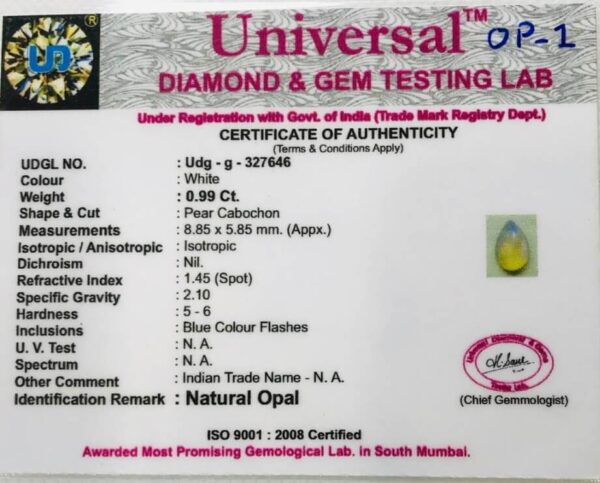 UD ®
Universal™ OP-1
DIAMOND & GEM TESTING LAB
Under Registration with Govt. of India (Trade Mark Registry Dept.)
CERTIFICATE OF AUTHENTICITY
(Terms & Conditions Apply)
UDGL NO. : Udg - g - 327646
Colour : White
Weight : 0.99 Ct.
Shape & Cut : Pear Cabochon
Measurements : 8.85 x 5.85 mm. (Appx.)
Isotropic / Anisotropic : Isotropic
Dichroism : Nil.
Refractive Index : 1.45 (Spot)
Specific Gravity : 2.10
Hardness : 5 - 6
Inclusions : Blue Colour Flashes
U. V. Test : N. A.
Spectrum : N. A.
Other Comment : Indian Trade Name - N. A.
Identification Remark : Natural Opal
(Chief Gemmologist)
ISO 9001 : 2008 Certified
Awarded Most Promising Gemological Lab. in South Mumbai.